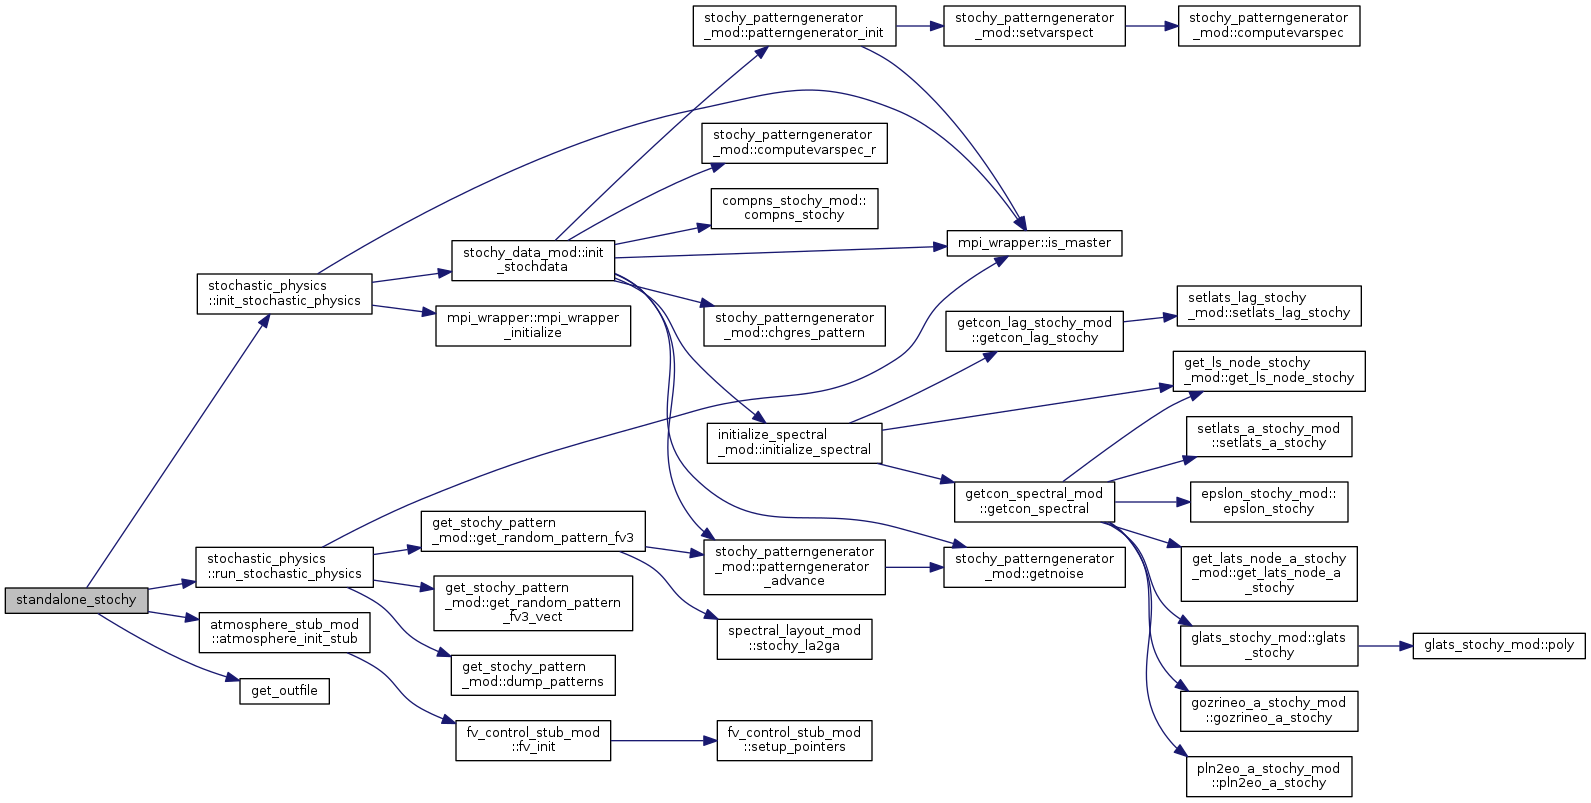 stochy_patterngenerator
_mod::patterngenerator_init
stochy_patterngenerator
_mod::setvarspect
stochy_patterngenerator
_mod::computevarspec
stochy_patterngenerator
_mod::computevarspec_r
compns_stochy_mod::
compns_stochy
mpi_wrapper::is_master
stochy_data_mod::init
_stochdata
stochastic_physics
::init_stochastic_physics
mpi_wrapper::mpi_wrapper
_initialize
stochy_patterngenerator
_mod::chgres_pattern
getcon_lag_stochy_mod
::getcon_lag_stochy
setlats_lag_stochy
_mod::setlats_lag_stochy
get_ls_node_stochy
_mod::get_ls_node_stochy
initialize_spectral
_mod::initialize_spectral
setlats_a_stochy_mod
::setlats_a_stochy
getcon_spectral_mod
::getcon_spectral
epslon_stochy_mod::
epslon_stochy
get_stochy_pattern
_mod::get_random_pattern_fv3
stochy_patterngenerator
_mod::patterngenerator
_advance
stochy_patterngenerator
_mod::getnoise
get_lats_node_a_stochy
_mod::get_lats_node_a
_stochy
stochastic_physics
::run_stochastic_physics
get_stochy_pattern
_mod::get_random_pattern
_fv3_vect
standalone_stochy
atmosphere_stub_mod
::atmosphere_init_stub
spectral_layout_mod
::stochy_la2ga
glats_stochy_mod::glats
_stochy
glats_stochy_mod::poly
get_stochy_pattern
_mod::dump_patterns
get_outfile
gozrineo_a_stochy_mod
::gozrineo_a_stochy
fv_control_stub_mod
::fv_init
fv_control_stub_mod
::setup_pointers
pln2eo_a_stochy_mod
::pln2eo_a_stochy